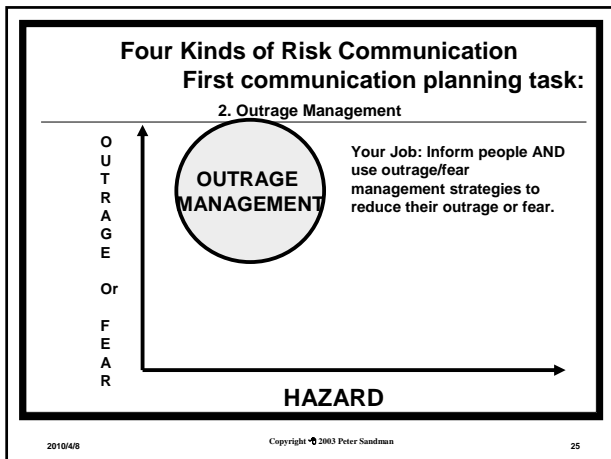 Four Kinds of Risk Communication
First communication planning task:
2. Outrage Management
OUTRAGE
Or
FEAR
OUTRAGE
MANAGEMENT
Your Job: Inform people AND
use outrage/fear
management strategies to
reduce their outrage or fear.
HAZARD
2010/4/8
Copyright 2003 Peter Sandman
25